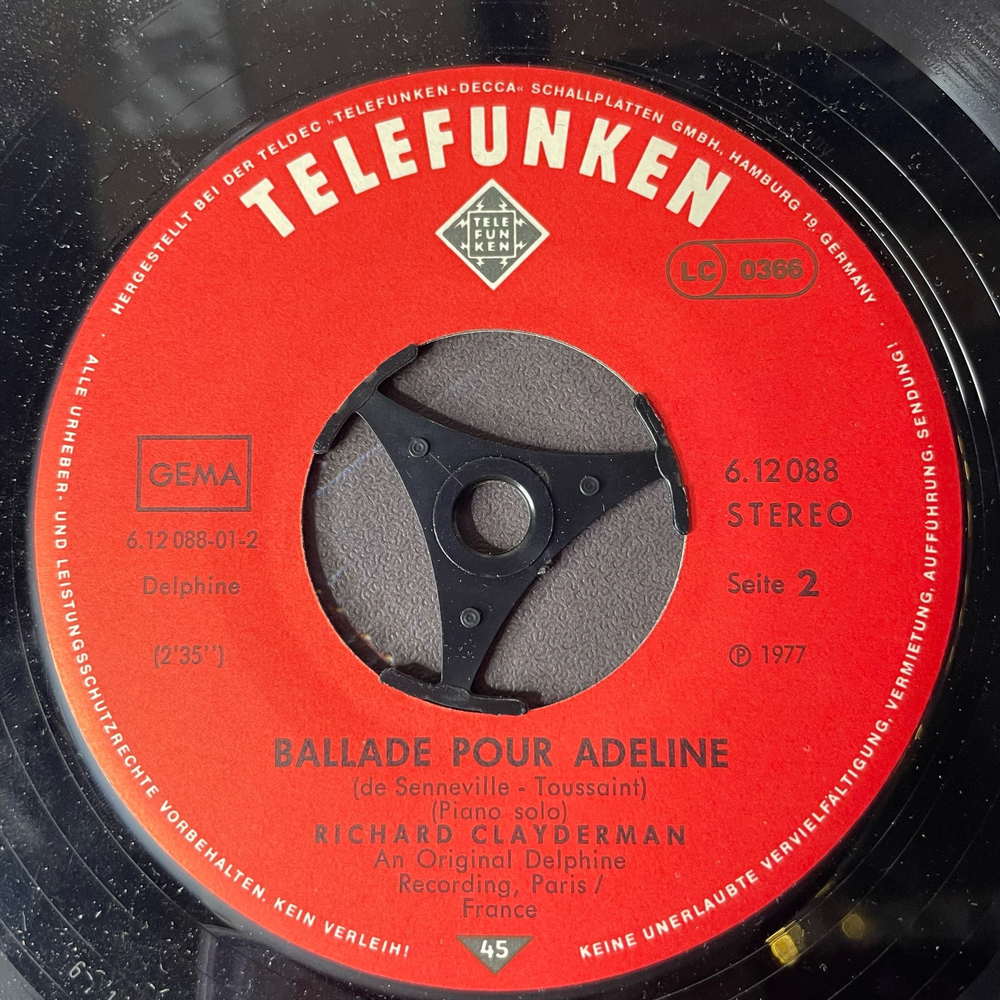 HERGESTELLT BEI DER TELDEC »TELEFUNKEN-DECCA« SCHALLPLATTEN GMBH., HAMBURG 19, GERMANY
TELEFUNKEN
TELE
FUN
KEN
LC 0366
GEMA
6.12 088-01-2
Delphine
(2'35'')
6.12088
STEREO
Seite 2
℗ 1977
BALLADE POUR ADELINE
(de Senneville - Toussaint)
(Piano solo)
RICHARD CLAYDERMAN
An Original Delphine
Recording, Paris /
France
45
ALLE URHEBER- UND LEISTUNGSSCHUTZRECHTE VORBEHALTEN. KEIN VERLEIH!
KEINE UNERLAUBTE VERVIELFÄLTIGUNG, VERMIETUNG, AUFFÜHRUNG, SENDUNG!